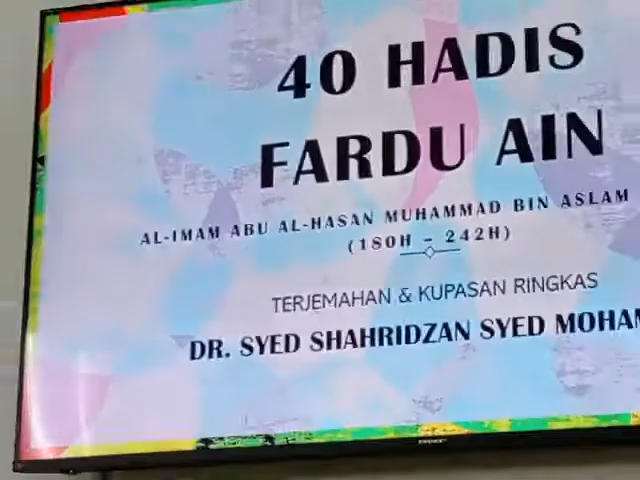 40 HADIS
FARDU AIN
AL-IMAM ABU AL-HASAN MUHAMMAD BIN ASLAM
(180H - 242H)
TERJEMAHAN & KUPASAN RINGKAS
DR. SYED SHAHRIDZAN SYED MOHAM